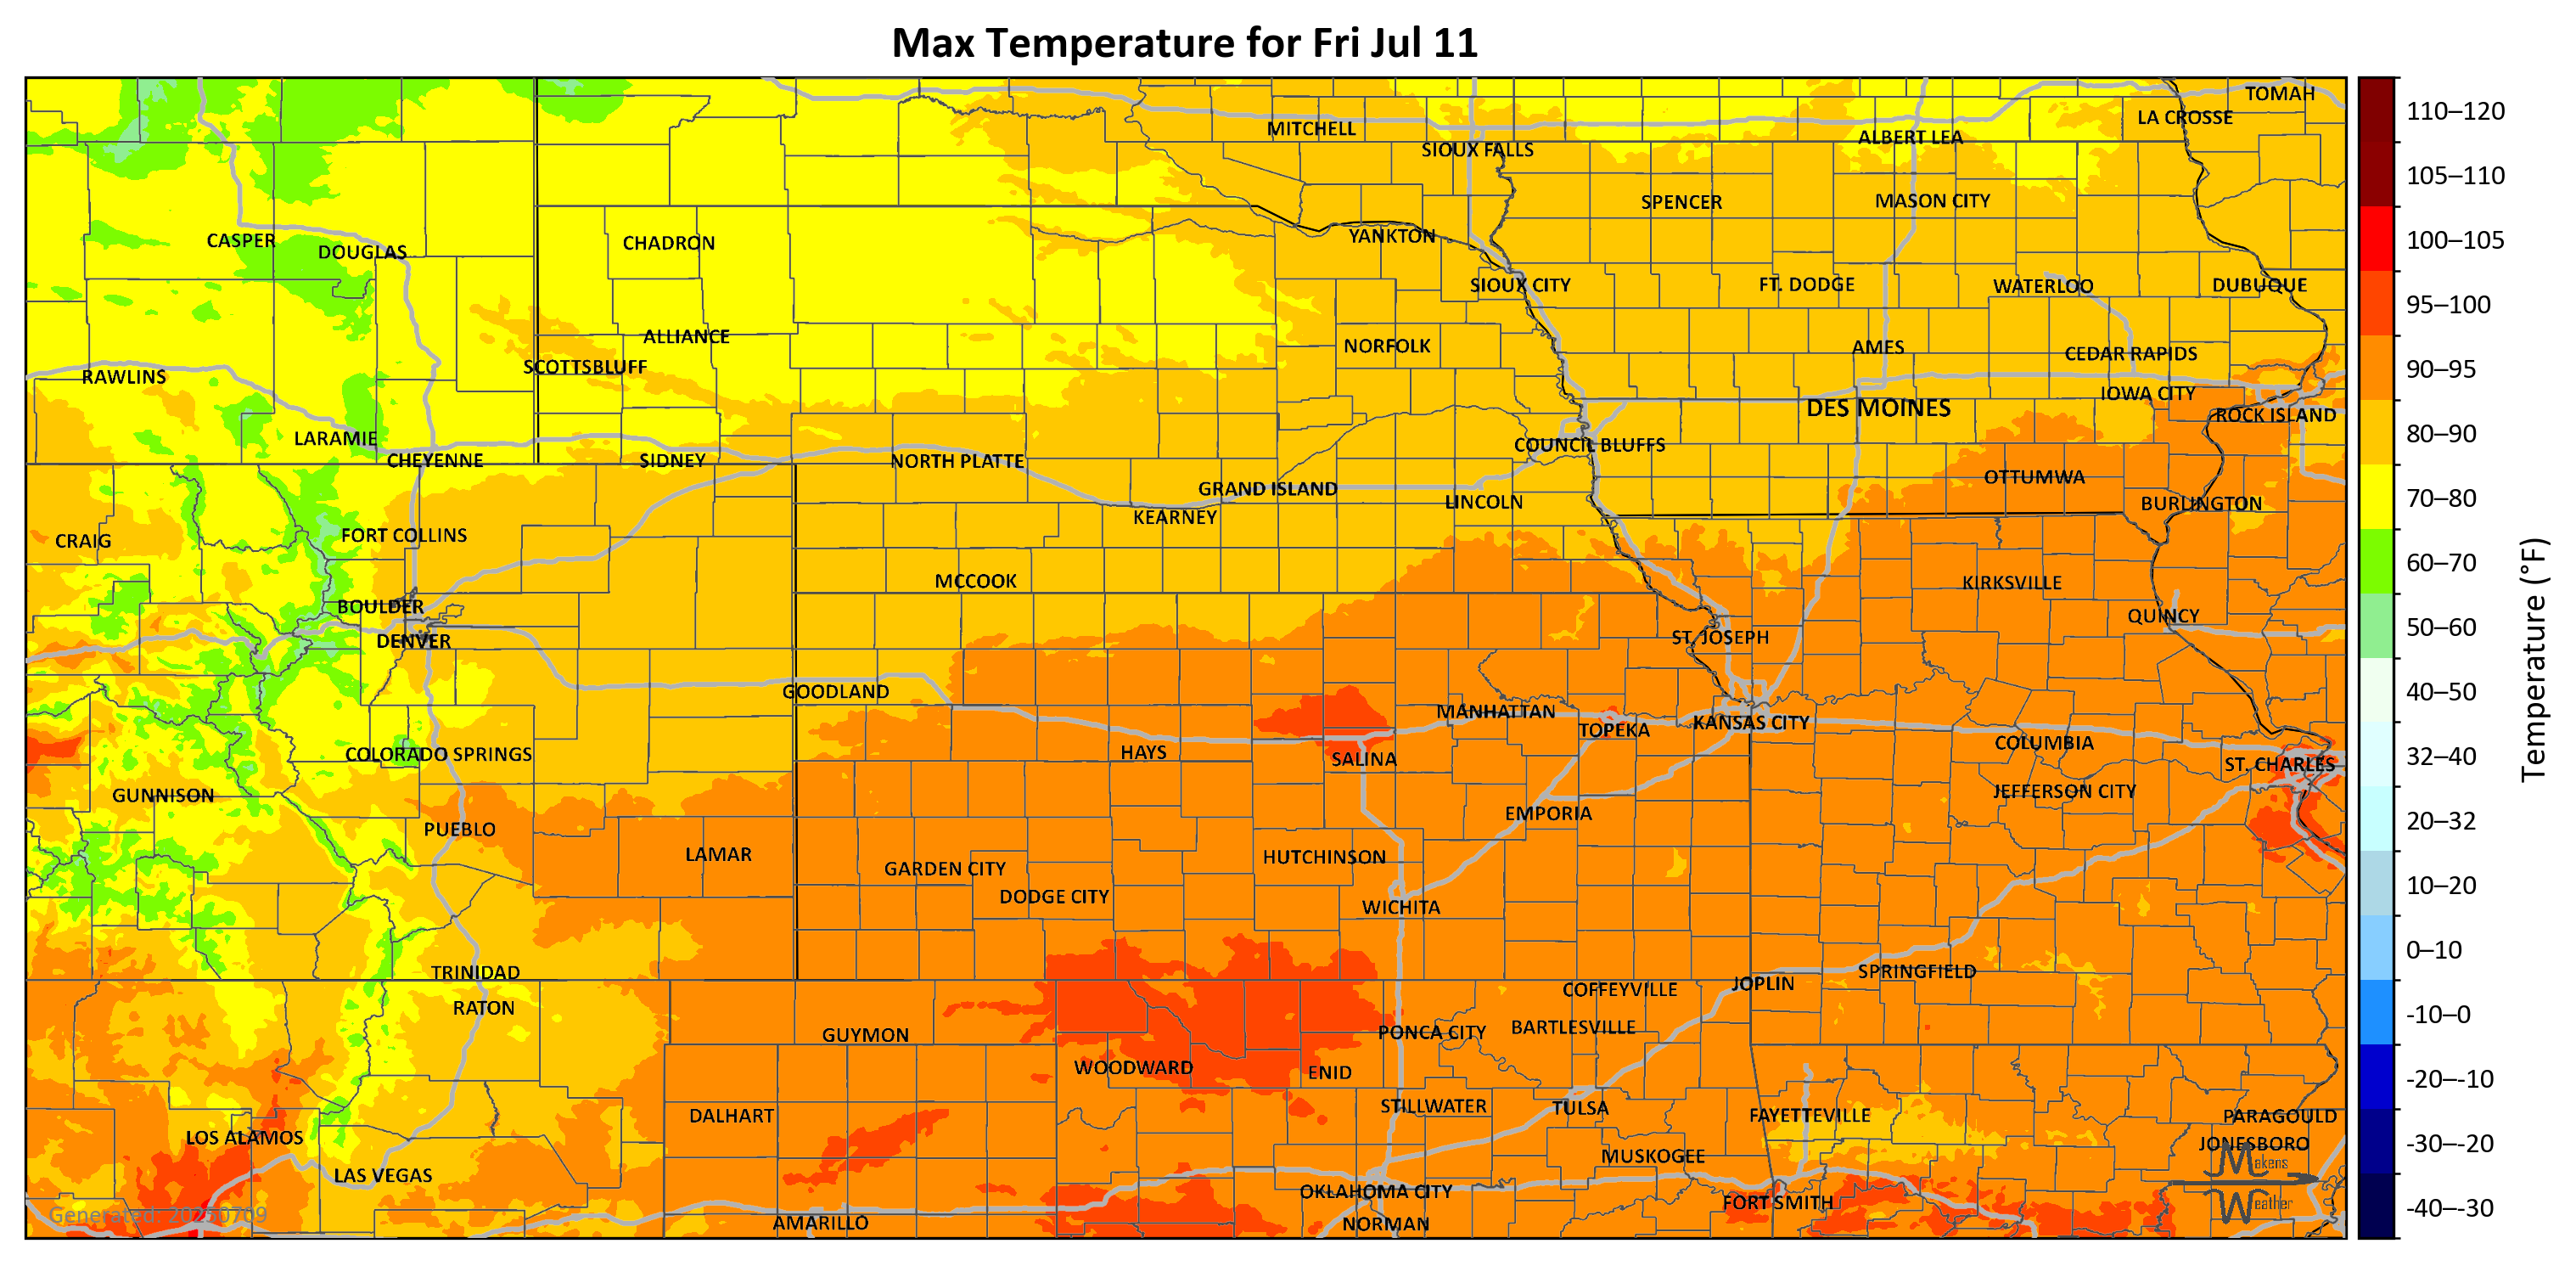 Max Temperature for Fri Jul 11
TOMAH
LA CROSSE
MITCHELL
ALBERT LEA
SIOUX FALLS
SPENCER
MASON CITY
YANKTON
CASPER
CHADRON
DOUGLAS
SIOUX CITY
FT. DODGE
WATERLOO
DUBUQUE
ALLIANCE
NORFOLK
AMES
CEDAR RAPIDS
SCOTTSBLUFF
RAWLINS
IOWA CITY
DES MOINES
ROCK ISLAND
LARAMIE
COUNCIL BLUFFS
CHEYENNE
SIDNEY
NORTH PLATTE
OTTUMWA
GRAND ISLAND
LINCOLN
BURLINGTON
KEARNEY
CRAIG
FORT COLLINS
MCCOOK
KIRKSVILLE
BOULDER
QUINCY
DENVER
ST. JOSEPH
GOODLAND
MANHATTAN
TOPEKA
KANSAS CITY
COLUMBIA
COLORADO SPRINGS
HAYS
SALINA
ST. CHARLES
GUNNISON
JEFFERSON CITY
EMPORIA
PUEBLO
LAMAR
HUTCHINSON
GARDEN CITY
DODGE CITY
WICHITA
TRINIDAD
SPRINGFIELD
JOPLIN
COFFEYVILLE
RATON
GUYMON
PONCA CITY
BARTLESVILLE
WOODWARD
ENID
STILLWATER
TULSA
DALHART
FAYETTEVILLE
PARAGOULD
LOS ALAMOS
JONESBORO
MUSKOGEE
Makens
LAS VEGAS
OKLAHOMA CITY
FORT SMITH
Weather
Generated: 20250709
AMARILLO
NORMAN
110–120
105–110
100–105
95–100
90–95
80–90
70–80
60–70
50–60
40–50
32–40
20–32
10–20
0–10
-10–0
-20–-10
-30–-20
-40–-30
Temperature (°F)